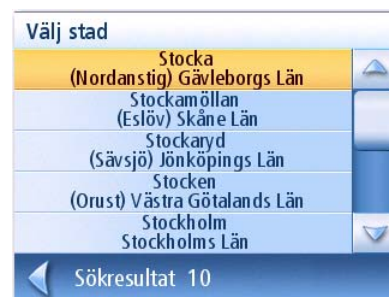 Välj stad
Stocka
(Nordanstig) Gävleborgs Län
Stockamöllan
(Eslöv) Skåne Län
Stockaryd
(Sävsjö) Jönköpings Län
Stocken
(Orust) Västra Götalands Län
Stockholm
Stockholms Län
Sökresultat 10